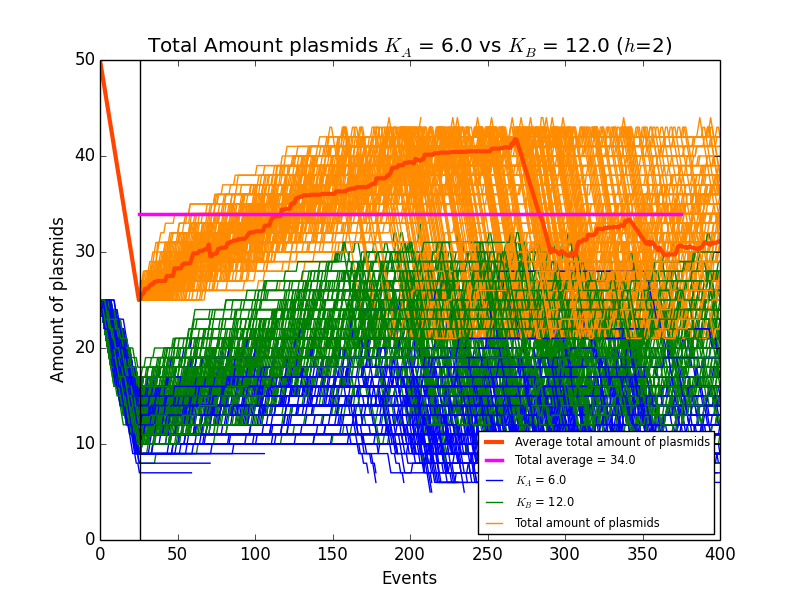 Total Amount plasmids K_A = 6.0 vs K_B = 12.0 (h=2)
50
40
30
20
10
0
Amount of plasmids
Average total amount of plasmids
Total average = 34.0
K_A = 6.0
K_B = 12.0
Total amount of plasmids
0 50 100 150 200 250 300 350 400
Events